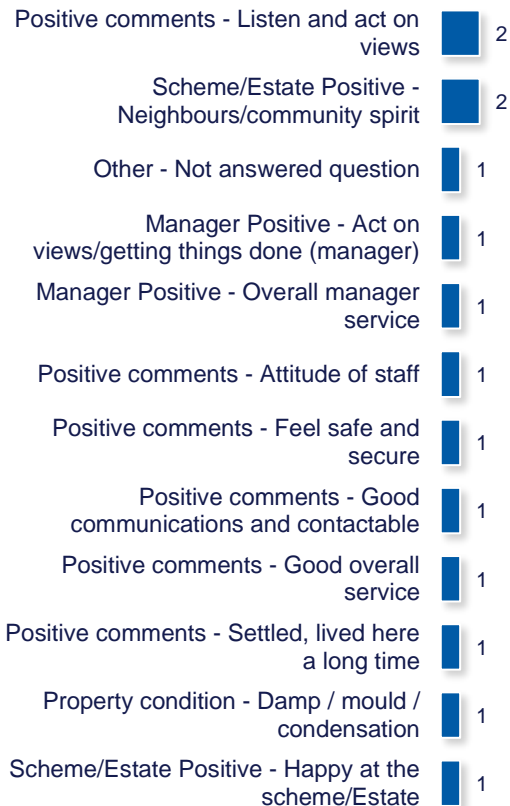 Positive comments - Listen and act on
views
2
Scheme/Estate Positive -
Neighbours/community spirit
2
Other - Not answered question
1
Manager Positive - Act on
views/getting things done (manager)
1
Manager Positive - Overall manager
service
1
Positive comments - Attitude of staff
1
Positive comments - Feel safe and
secure
1
Positive comments - Good
communications and contactable
1
Positive comments - Good overall
service
1
Positive comments - Settled, lived here
a long time
1
Property condition - Damp / mould /
condensation
1
Scheme/Estate Positive - Happy at the
scheme/Estate
1